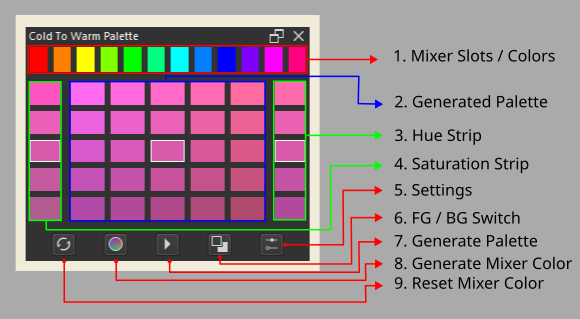 Cold To Warm Palette
1. Mixer Slots / Colors
2. Generated Palette
3. Hue Strip
4. Saturation Strip
5. Settings
6. FG / BG Switch
7. Generate Palette
8. Generate Mixer Color
9. Reset Mixer Color